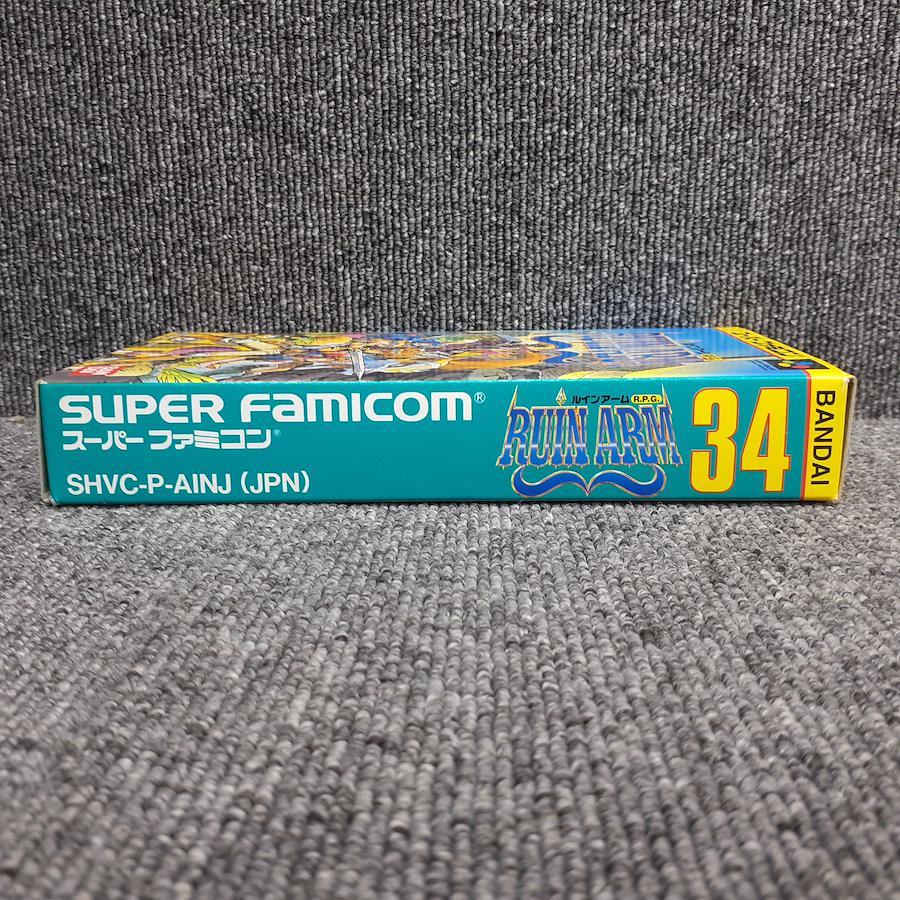 SUPER FAMICOM®
スーパーファミコン®
SHVC-P-AINJ (JPN)
ルインアーム R.P.G.
RUIN ARM
34
BANDAI